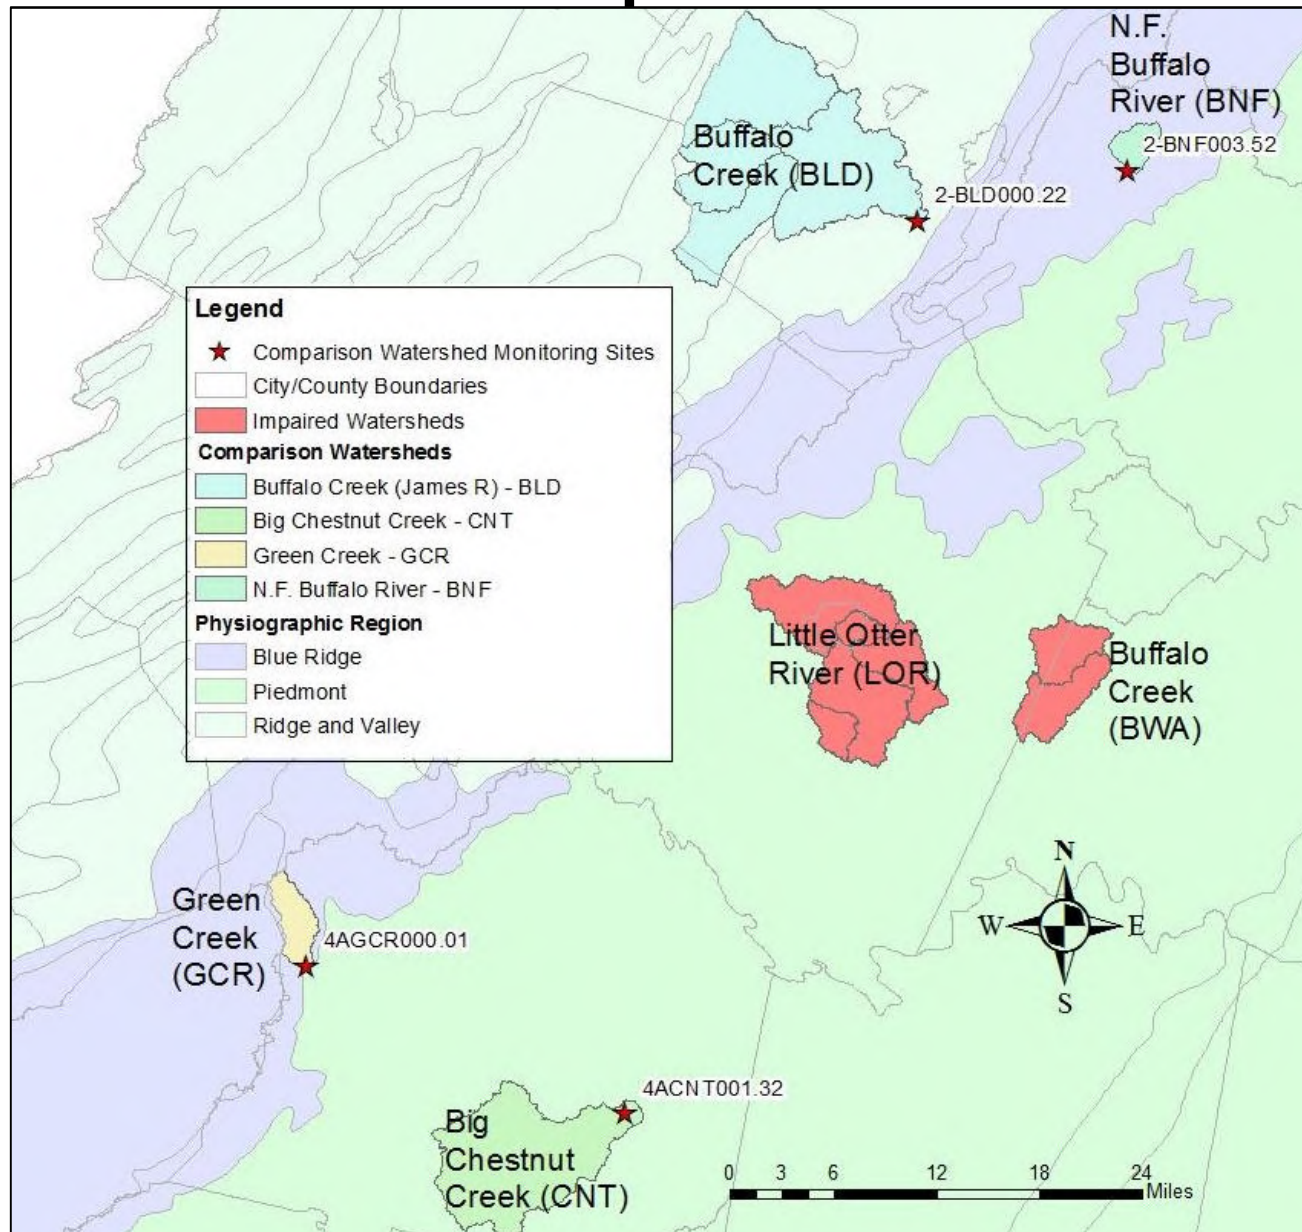 N.F.
Buffalo
River (BNF)
2-BNF003.52
Buffalo
Creek (BLD)
2-BLD000.22
Legend
Comparison Watershed Monitoring Sites
City/County Boundaries
Impaired Watersheds
Comparison Watersheds
Buffalo Creek (James R) - BLD
Big Chestnut Creek - CNT
Green Creek - GCR
N.F. Buffalo River - BNF
Physiographic Region
Blue Ridge
Piedmont
Ridge and Valley
Little Otter
River (LOR)
Buffalo
Creek
(BWA)
N
W
E
S
Green
Creek
(GCR)
4AGCR000.01
4ACNT001.32
Big
Chestnut
Creek (CNT)
0 3 6 12 18 24
Miles